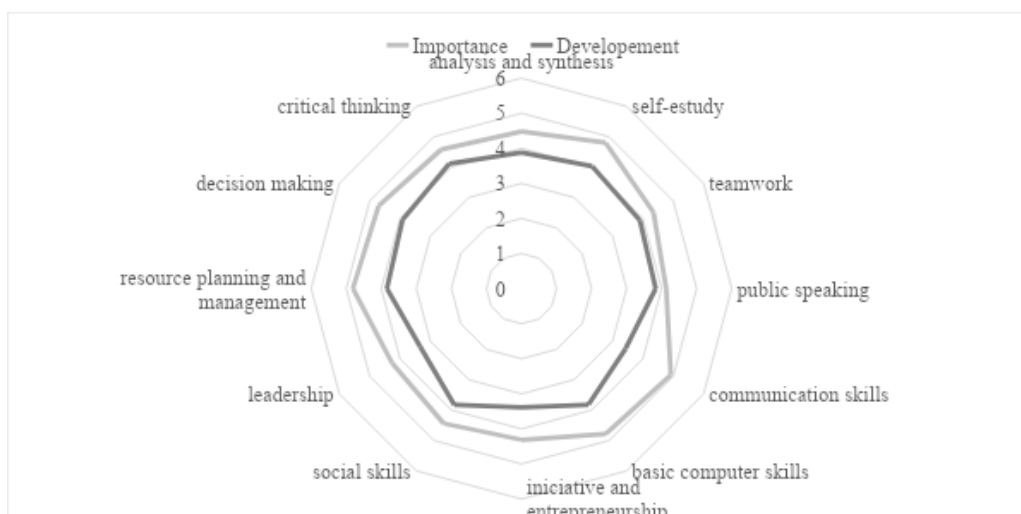 Importance Developement
analysis and synthesis
6
critical thinking
self-estudy
5
4
decision making
teamwork
3
2
1
resource planning and
management
0
public speaking
leadership
communication skills
social skills
basic computer skills
iniciative and
entrepreneurship